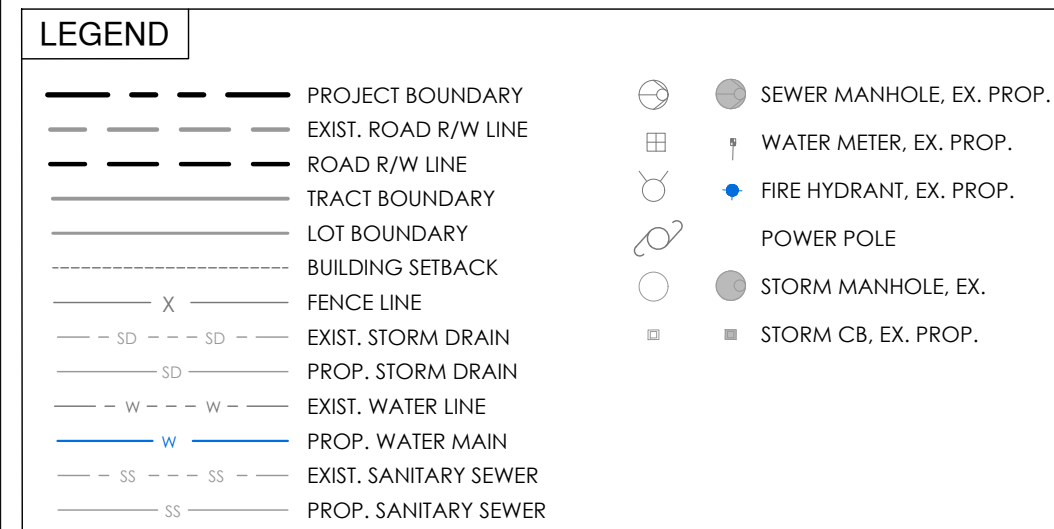 LEGEND
PROJECT BOUNDARY
EXIST. ROAD R/W LINE
ROAD R/W LINE
TRACT BOUNDARY
LOT BOUNDARY
BUILDING SETBACK
X FENCE LINE
SD SD EXIST. STORM DRAIN
SD PROP. STORM DRAIN
W W EXIST. WATER LINE
W PROP. WATER MAIN
SS SS EXIST. SANITARY SEWER
SS PROP. SANITARY SEWER
SEWER MANHOLE, EX. PROP.
WATER METER, EX. PROP.
FIRE HYDRANT, EX. PROP.
POWER POLE
STORM MANHOLE, EX.
STORM CB, EX. PROP.